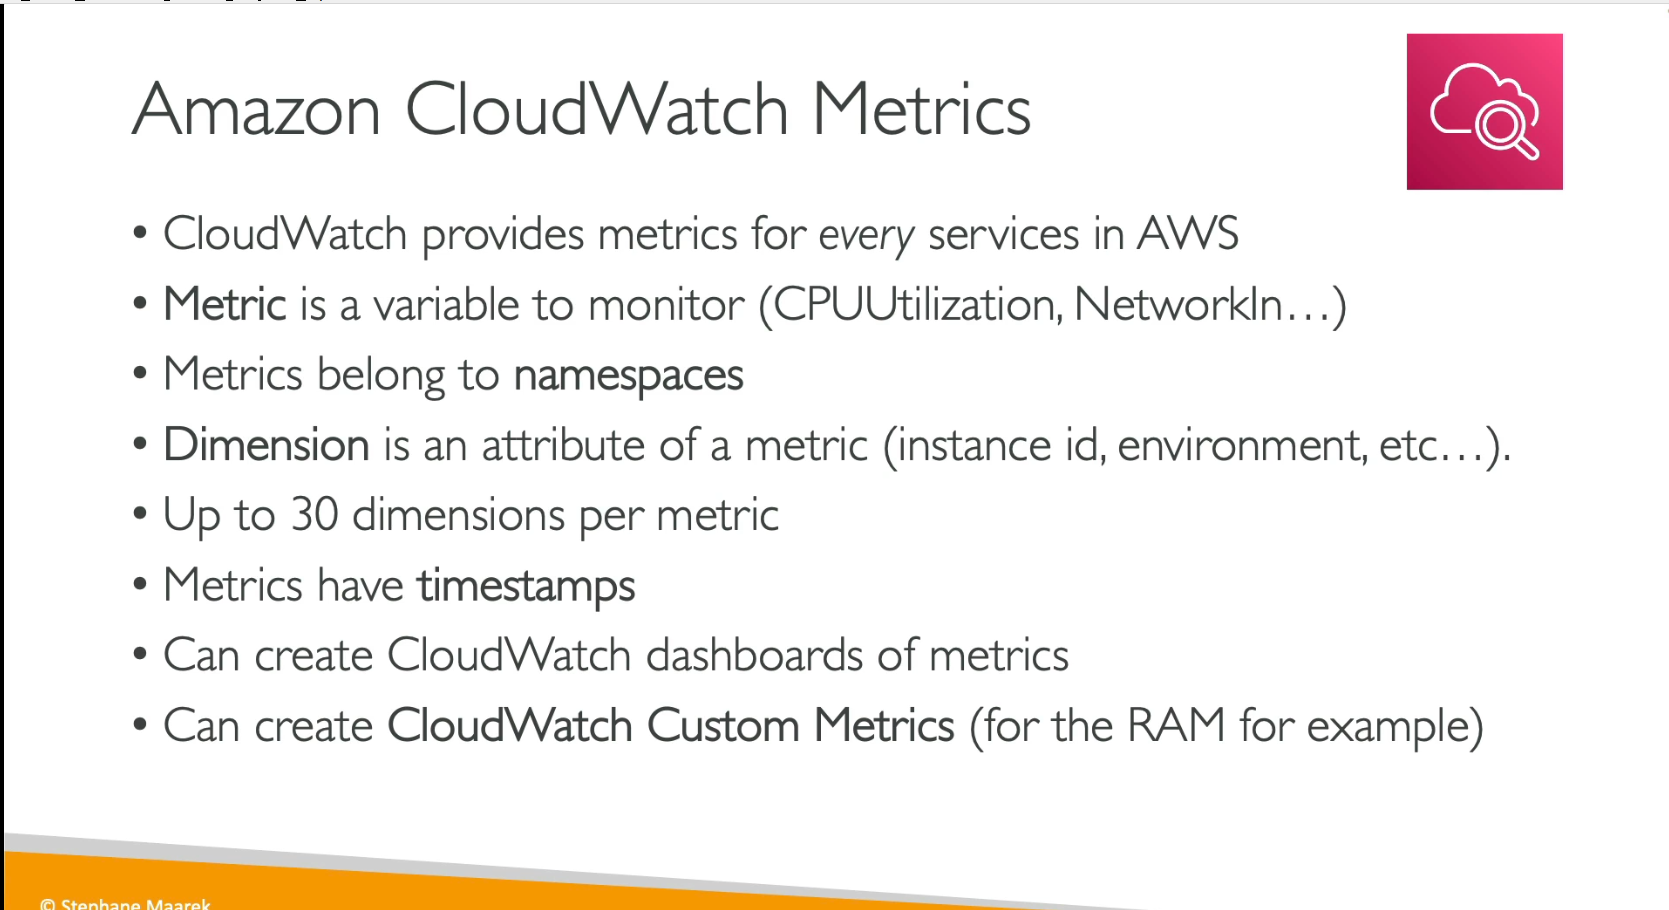 Amazon CloudWatch Metrics
• CloudWatch provides metrics for every services in AWS
• Metric is a variable to monitor (CPUUtilization, NetworkIn…)
• Metrics belong to namespaces
• Dimension is an attribute of a metric (instance id, environment, etc…).
• Up to 30 dimensions per metric
• Metrics have timestamps
• Can create CloudWatch dashboards of metrics
• Can create CloudWatch Custom Metrics (for the RAM for example)
© Stephane Maarek